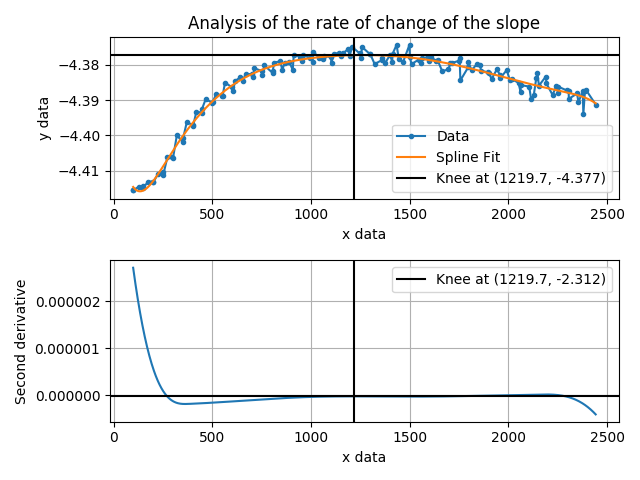 Analysis of the rate of change of the slope
y data
−4.38
−4.39
−4.40
−4.41
Data
Spline Fit
Knee at (1219.7, -4.377)
0 500 1000 1500 2000 2500
x data
Second derivative
0.000002
0.000001
0.000000
Knee at (1219.7, -2.312)
0 500 1000 1500 2000 2500
x data